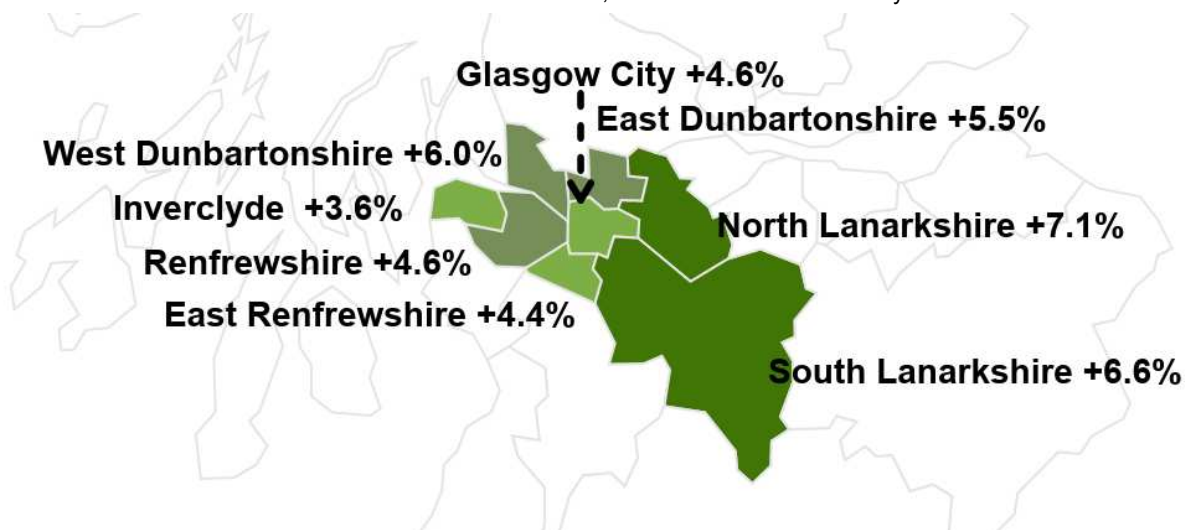 Glasgow City +4.6%
East Dunbartonshire +5.5%
West Dunbartonshire +6.0%
Inverclyde +3.6%
North Lanarkshire +7.1%
Renfrewshire +4.6%
East Renfrewshire +4.4%
South Lanarkshire +6.6%